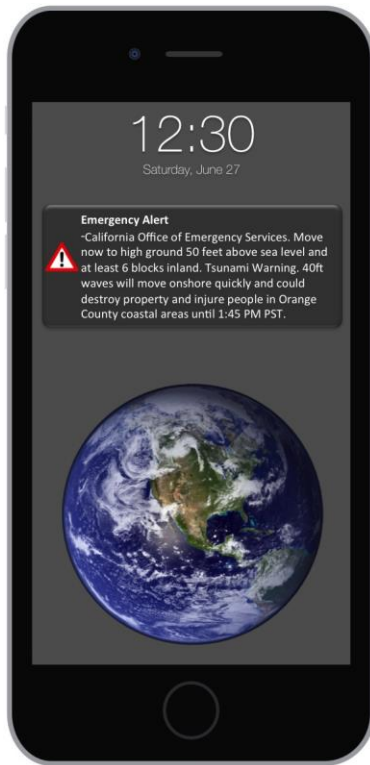 12:30
Saturday, June 27
Emergency Alert
-California Office of Emergency Services. Move
now to high ground 50 feet above sea level and
at least 6 blocks inland. Tsunami Warning. 40ft
waves will move onshore quickly and could
destroy property and injure people in Orange
County coastal areas until 1:45 PM PST.